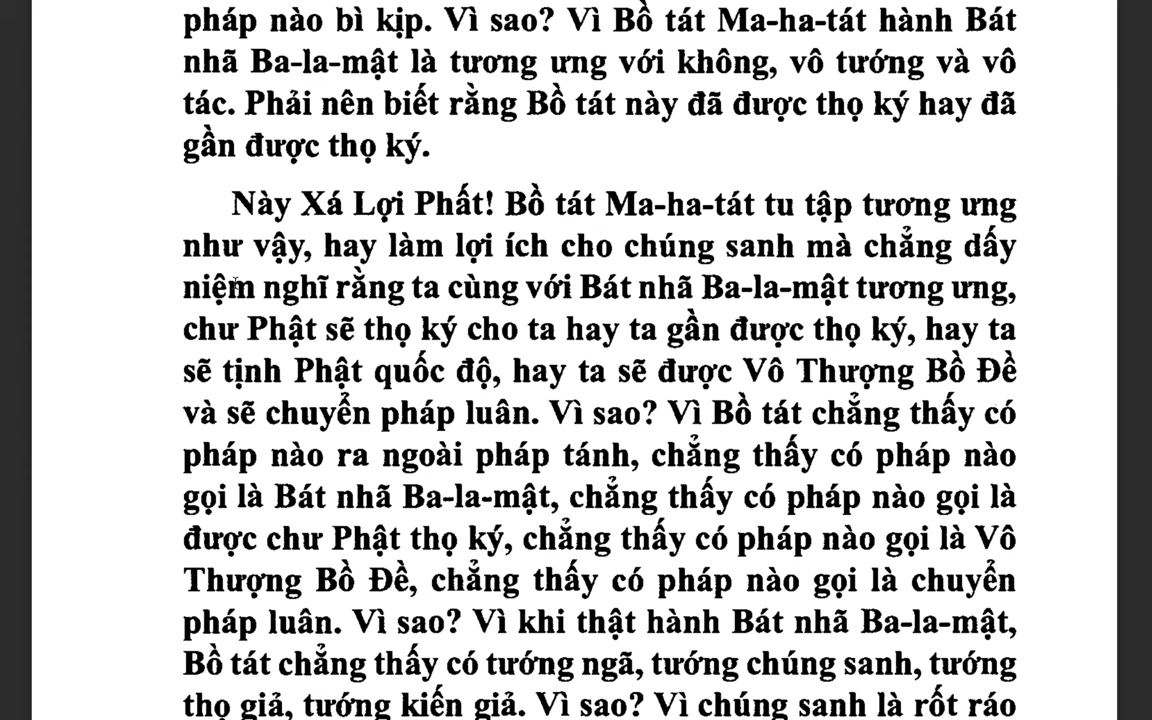 pháp nào bì kịp. Vì sao? Vì Bồ tát Ma-ha-tát hành Bát
nhã Ba-la-mật là tương ưng với không, vô tướng và vô
tác. Phải nên biết rằng Bồ tát này đã được thọ ký hay đã
gần được thọ ký.
Này Xá Lợi Phất! Bồ tát Ma-ha-tát tu tập tương ưng
như vậy, hay làm lợi ích cho chúng sanh mà chẳng dấy
niệm nghĩ rằng ta cùng với Bát nhã Ba-la-mật tương ưng,
chư Phật sẽ thọ ký cho ta hay ta gần được thọ ký, hay ta
sẽ tịnh Phật quốc độ, hay ta sẽ được Vô Thượng Bồ Đề
và sẽ chuyển pháp luân. Vì sao? Vì Bồ tát chẳng thấy có
pháp nào ra ngoài pháp tánh, chẳng thấy có pháp nào
gọi là Bát nhã Ba-la-mật, chẳng thấy có pháp nào gọi là
được chư Phật thọ ký, chẳng thấy có pháp nào gọi là Vô
Thượng Bồ Đề, chẳng thấy có pháp nào gọi là chuyển
pháp luân. Vì sao? Vì khi thật hành Bát nhã Ba-la-mật,
Bồ tát chẳng thấy có tướng ngã, tướng chúng sanh, tướng
thọ giả, tướng kiến giả. Vì sao? Vì chúng sanh là rốt ráo